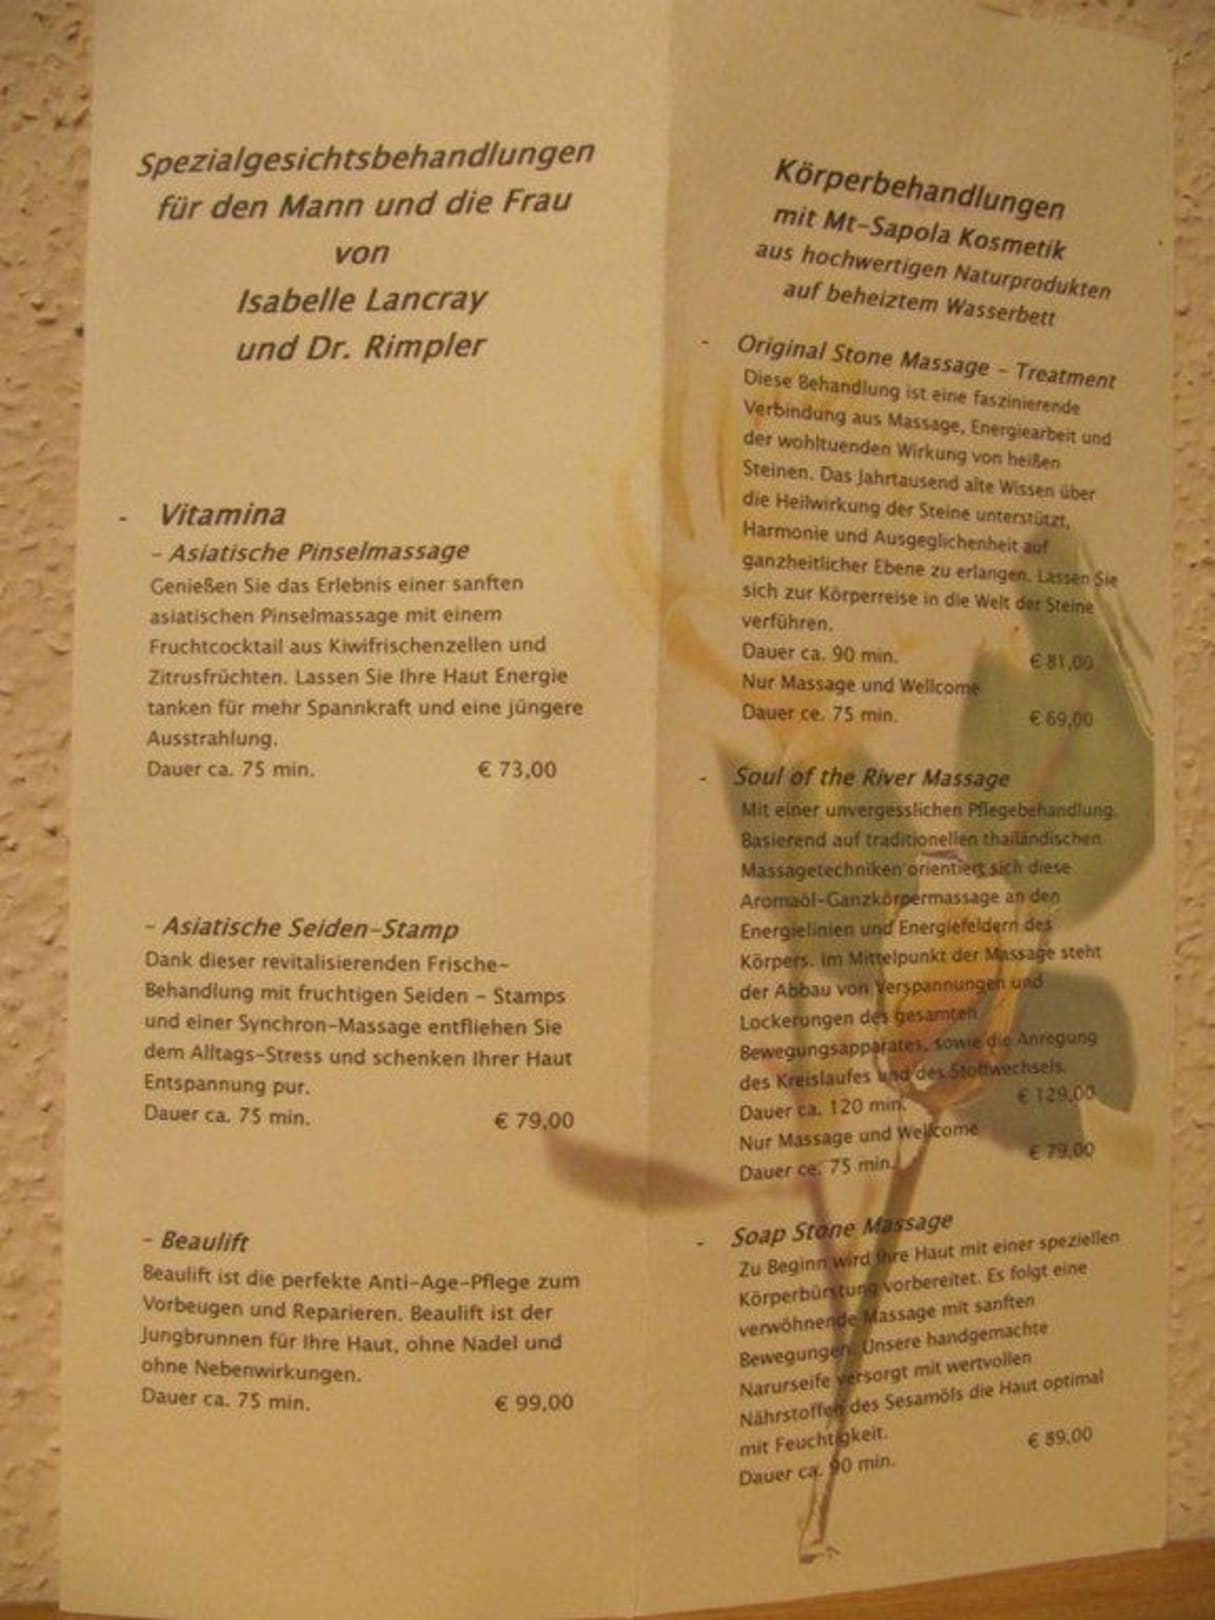 Spezialgesichtsbehandlungen
für den Mann und die Frau
von
Isabelle Lancray
und Dr. Rimpler
- Vitamina
- Asiatische Pinselmassage
Genießen Sie das Erlebnis einer sanften
asiatischen Pinselmassage mit einem
Fruchtcocktail aus Kiwifrischenzellen und
Zitrusfrüchten. Lassen Sie Ihre Haut Energie
tanken für mehr Spannkraft und eine jüngere
Ausstrahlung.
Dauer ca. 75 min. € 73,00
- Asiatische Seiden-Stamp
Dank dieser revitalisierenden Frische-
Behandlung mit fruchtigen Seiden - Stamps
und einer Synchron-Massage entfliehen Sie
dem Alltags-Stress und schenken Ihrer Haut
Entspannung pur.
Dauer ca. 75 min. € 79,00
- Beaulift
Beaulift ist die perfekte Anti-Age-Pflege zum
Vorbeugen und Reparieren. Beaulift ist der
Jungbrunnen für Ihre Haut, ohne Nadel und
ohne Nebenwirkungen.
Dauer ca. 75 min. € 99,00
Körperbehandlungen
mit Mt-Sapola Kosmetik
aus hochwertigen Naturprodukten
auf beheiztem Wasserbett
- Original Stone Massage - Treatment
Diese Behandlung ist eine faszinierende
Verbindung aus Massage, Energiearbeit und
der wohltuenden Wirkung von heißen
Steinen. Das Jahrtausend alte Wissen über
die Heilwirkung der Steine unterstützt,
Harmonie und Ausgeglichenheit auf
ganzheitlicher Ebene zu erlangen. Lassen Sie
sich zur Körperreise in die Welt der Steine
verführen.
Dauer ca. 90 min. € 81,00
Nur Massage und Wellcome
Dauer ce. 75 min. € 69,00
- Soul of the River Massage
Mit einer unvergesslichen Pflegebehandlung.
Basierend auf traditionellen thailändischen
Massagetechniken orientiert sich diese
Aromaöl-Ganzkörpermassage an den
Energielinien und Energiefeldern des
Körpers. Im Mittelpunkt der Massage steht
der Abbau von Verspannungen und
Lockerungen des gesamten
Bewegungsapparates, sowie die Anregung
des Kreislaufes und des Stoffwechsels.
Dauer ca. 120 min. € 129,00
Nur Massage und Wellcome
Dauer ce. 75 min. € 79,00
- Soap Stone Massage
Zu Beginn wird Ihre Haut mit einer speziellen
Körperbürstung vorbereitet. Es folgt eine
verwöhnende Massage mit sanften
Bewegungen. Unsere handgemachte
Narurseife versorgt mit wertvollen
Nährstoffen des Sesamöls die Haut optimal
mit Feuchtigkeit.
Dauer ca. 90 min. € 89,00